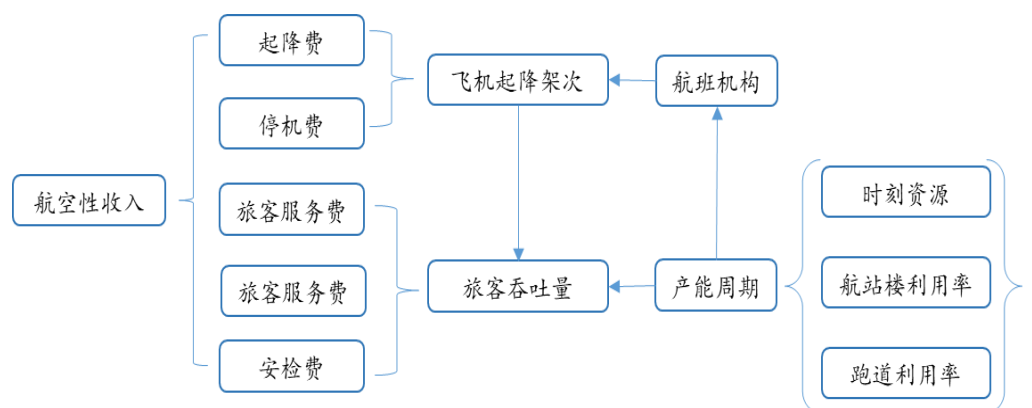 航空性收入
起降费
停机费
旅客服务费
旅客服务费
安检费
飞机起降架次
旅客吞吐量
航班机构
产能周期
时刻资源
航站楼利用率
跑道利用率